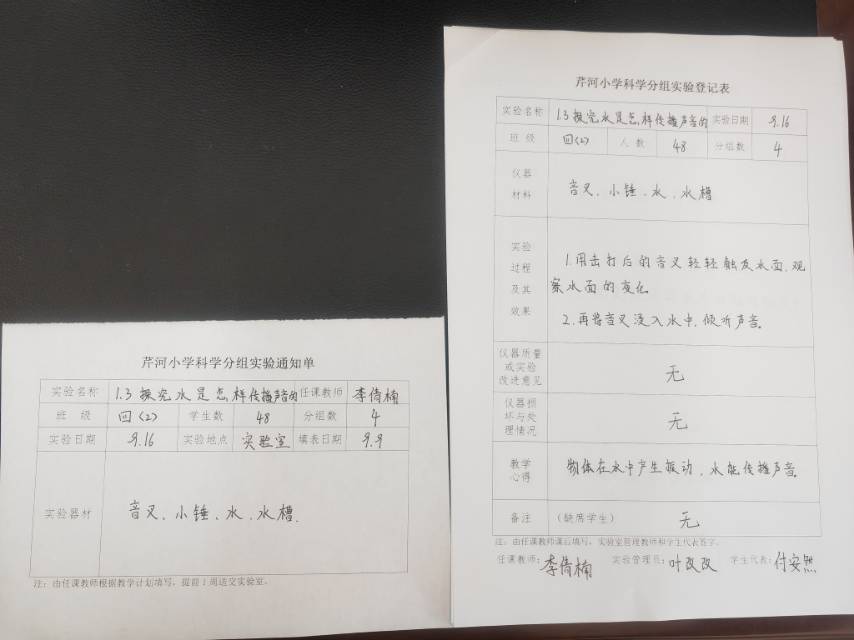 芹河小学科学分组实验通知单
实验名称 1.3探究水是怎样传播声音的 任课教师 李倩楠
班 级 四(2) 学生数 48 分组数 4
实验日期 9.16 实验地点 实验室 填表日期 9.9
实验器材 音叉、小锤、水、水槽.
注:由任课教师根据教学计划填写,提前1周送交实验室。
芹河小学科学分组实验登记表
实验名称 1.3探究水是怎样传播声音的 实验日期 9.16
班 级 四(2) 人 数 48 分组数 4
仪器
材料 音叉、小锤、水、水槽
实验
过程
及其
效果
1.用击打后的音叉轻轻触及水面,观
察水面的变化
2.再将音叉浸入水中,倾听声音。
仪器质量
或实验
改进意见 无
仪器损
坏与处
理情况 无
教学
心得 物体在水中产生振动,水能传播声音。
备注 (缺席学生) 无
注:由任课教师课后填写,实验室管理教师和学生代表签字。
任课教师:李倩楠 实验管理员:叶改改 学生代表:付安然